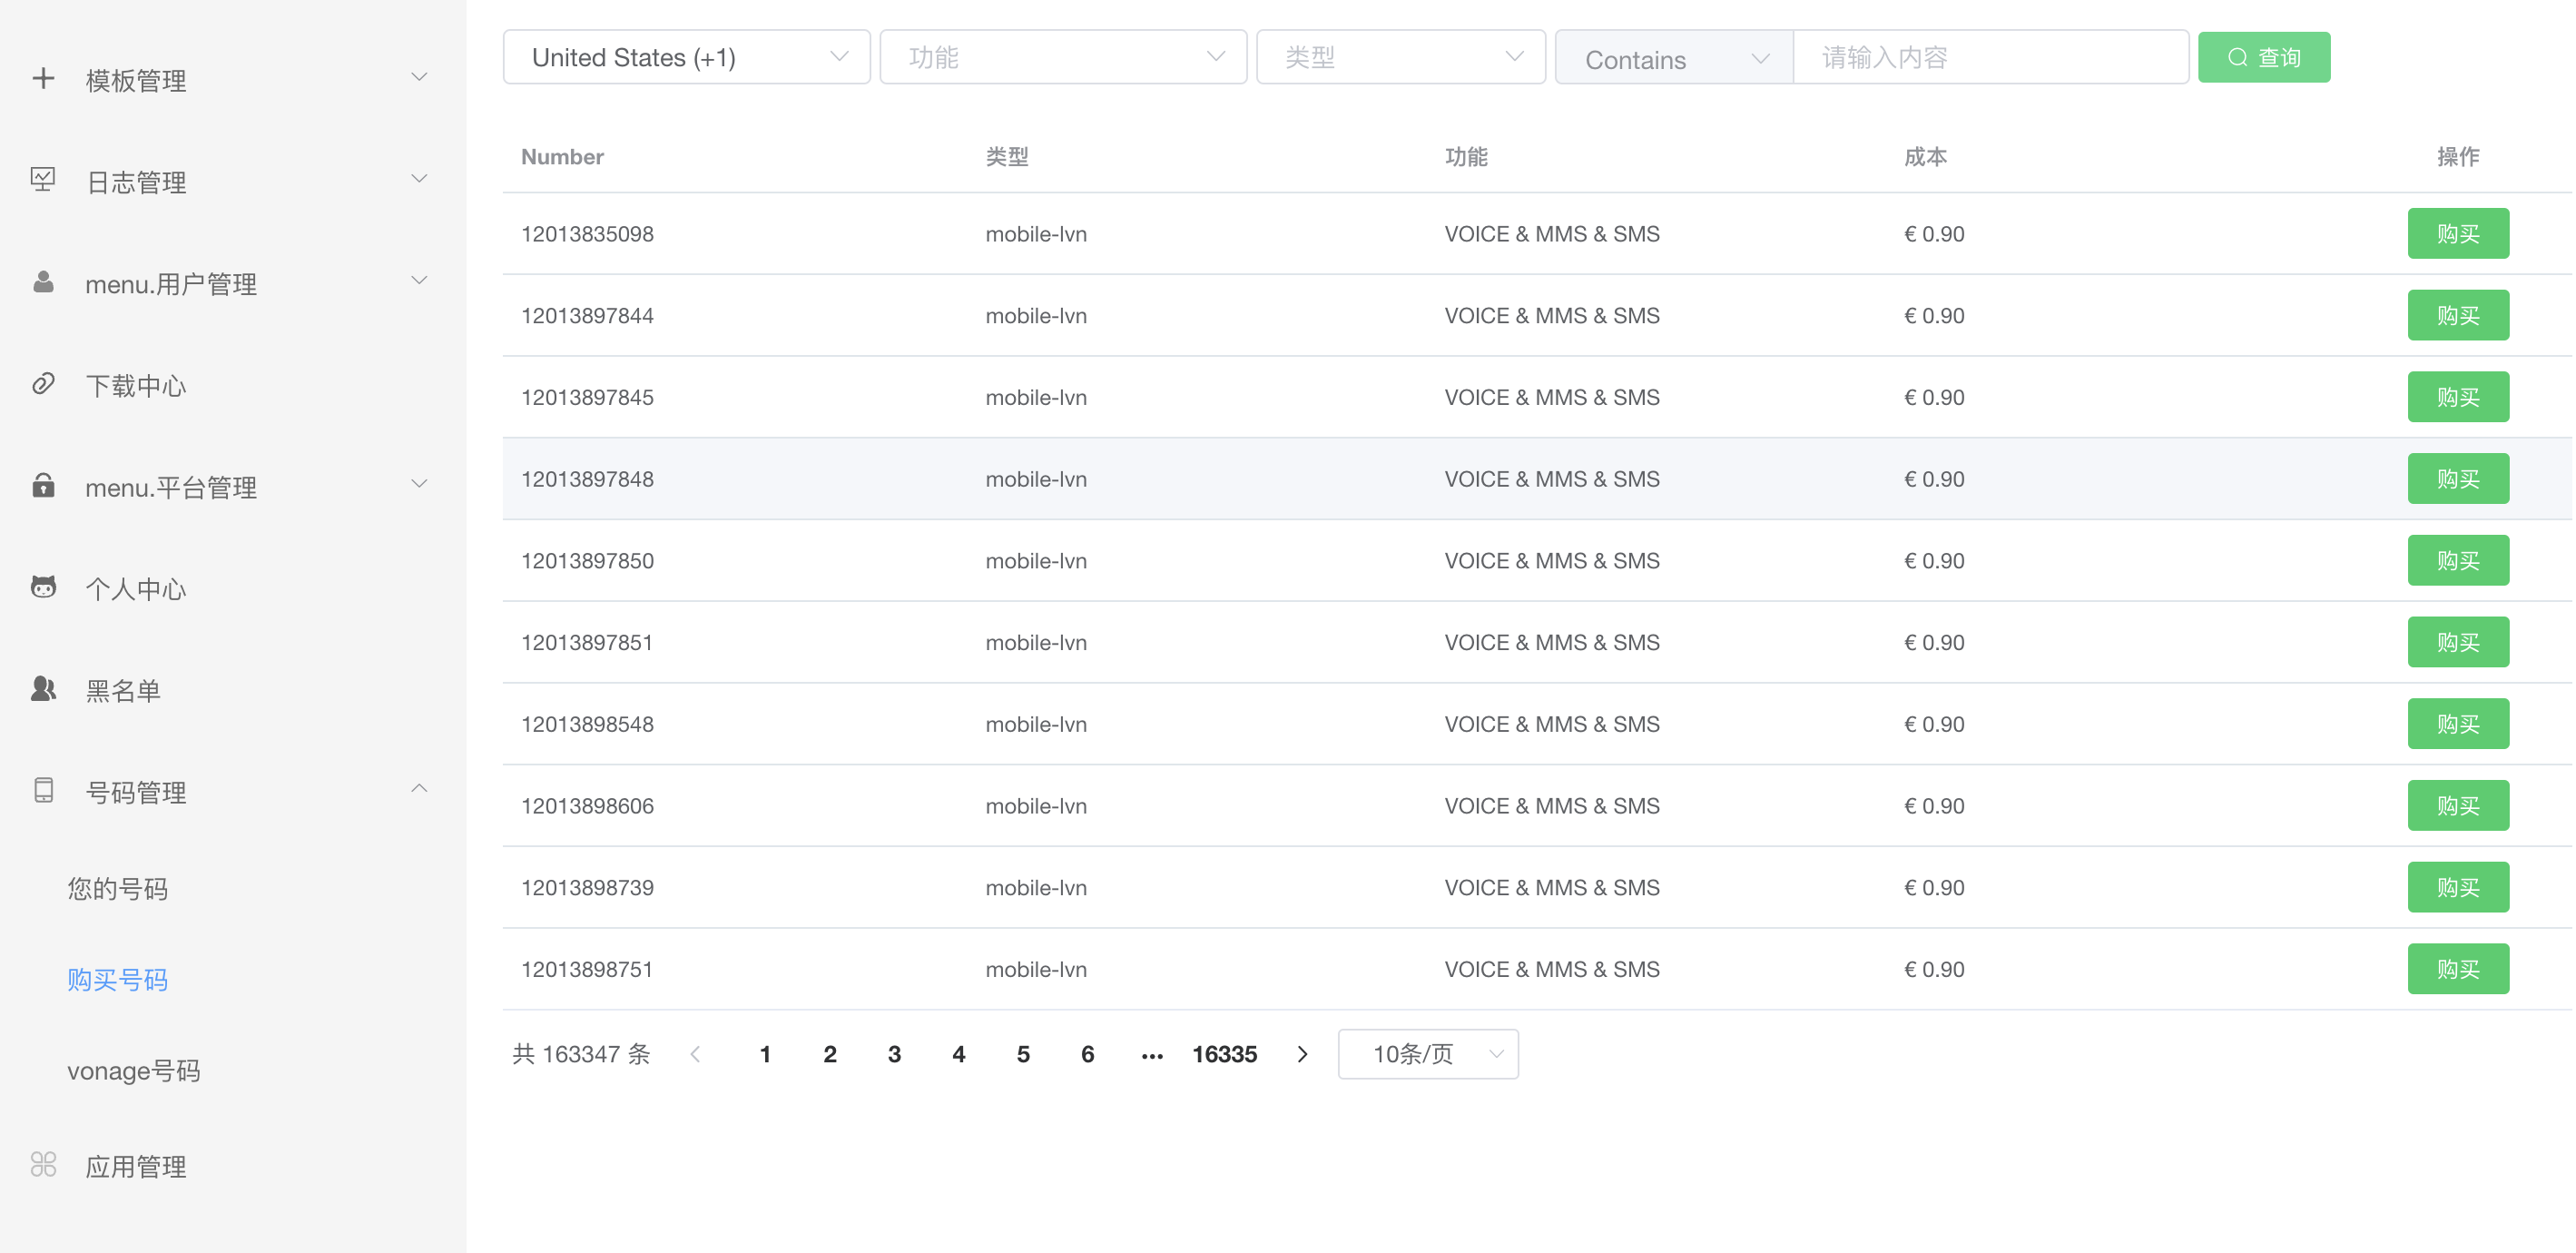 模板管理
日志管理
menu.用户管理
下载中心
menu.平台管理
个人中心
黑名单
号码管理
您的号码
购买号码
vonage号码
应用管理
United States (+1) 功能 类型 Contains 请输入内容 查询
Number 类型 功能 成本 操作
12013835098 mobile-lvn VOICE & MMS & SMS € 0.90 购买
12013897844 mobile-lvn VOICE & MMS & SMS € 0.90 购买
12013897845 mobile-lvn VOICE & MMS & SMS € 0.90 购买
12013897848 mobile-lvn VOICE & MMS & SMS € 0.90 购买
12013897850 mobile-lvn VOICE & MMS & SMS € 0.90 购买
12013897851 mobile-lvn VOICE & MMS & SMS € 0.90 购买
12013898548 mobile-lvn VOICE & MMS & SMS € 0.90 购买
12013898606 mobile-lvn VOICE & MMS & SMS € 0.90 购买
12013898739 mobile-lvn VOICE & MMS & SMS € 0.90 购买
12013898751 mobile-lvn VOICE & MMS & SMS € 0.90 购买
共 163347 条 1 2 3 4 5 6 ••• 16335 10条/页